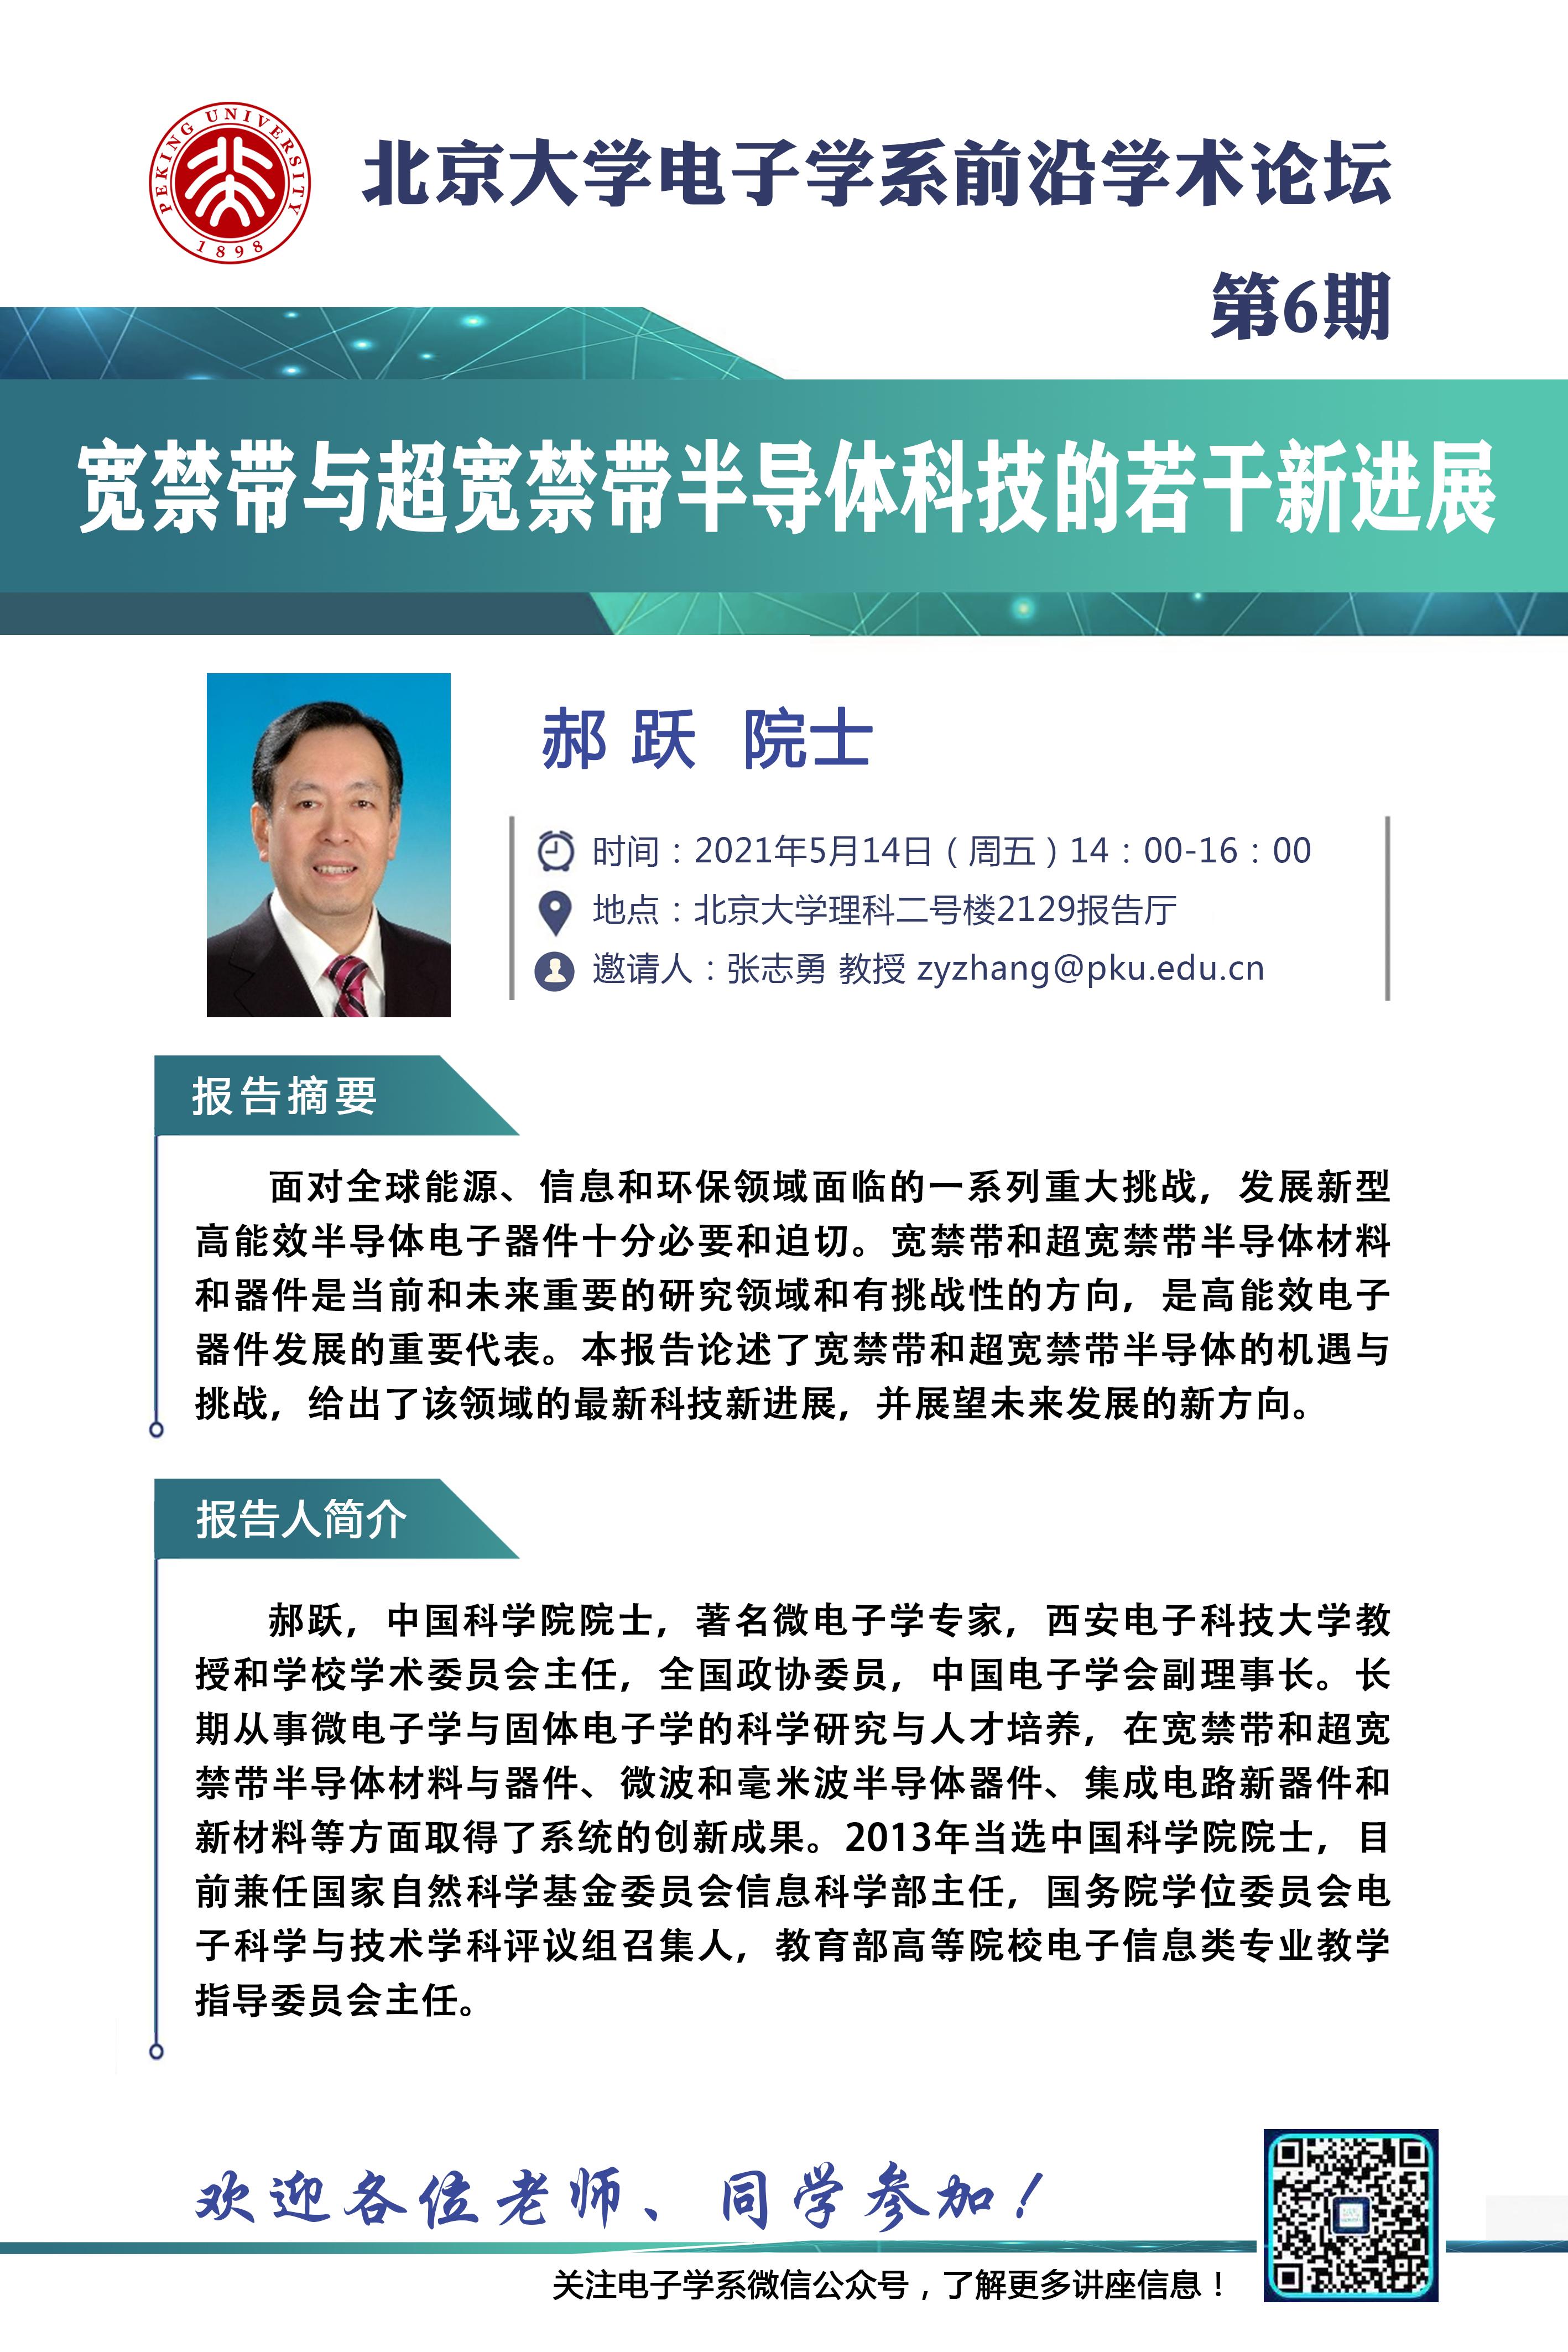 PEKING UNIVERSITY
1898
北京大学电子学系前沿学术论坛
第6期
宽禁带与超宽禁带半导体科技的若干新进展
郝 跃 院士
时间：2021年5月14日（周五）14：00-16：00
地点：北京大学理科二号楼2129报告厅
邀请人：张志勇 教授 zyzhang@pku.edu.cn
报告摘要
面对全球能源、信息和环保领域面临的一系列重大挑战，发展新型
高能效半导体电子器件十分必要和迫切。宽禁带和超宽禁带半导体材料
和器件是当前和未来重要的研究领域和有挑战性的方向，是高能效电子
器件发展的重要代表。本报告论述了宽禁带和超宽禁带半导体的机遇与
挑战，给出了该领域的最新科技新进展，并展望未来发展的新方向。
报告人简介
郝跃，中国科学院院士，著名微电子学专家，西安电子科技大学教
授和学校学术委员会主任，全国政协委员，中国电子学会副理事长。长
期从事微电子学与固体电子学的科学研究与人才培养，在宽禁带和超宽
禁带半导体材料与器件、微波和毫米波半导体器件、集成电路新器件和
新材料等方面取得了系统的创新成果。2013年当选中国科学院院士，目
前兼任国家自然科学基金委员会信息科学部主任，国务院学位委员会电
子科学与技术学科评议组召集人，教育部高等院校电子信息类专业教学
指导委员会主任。
欢迎各位老师、同学参加！
关注电子学系微信公众号，了解更多讲座信息！